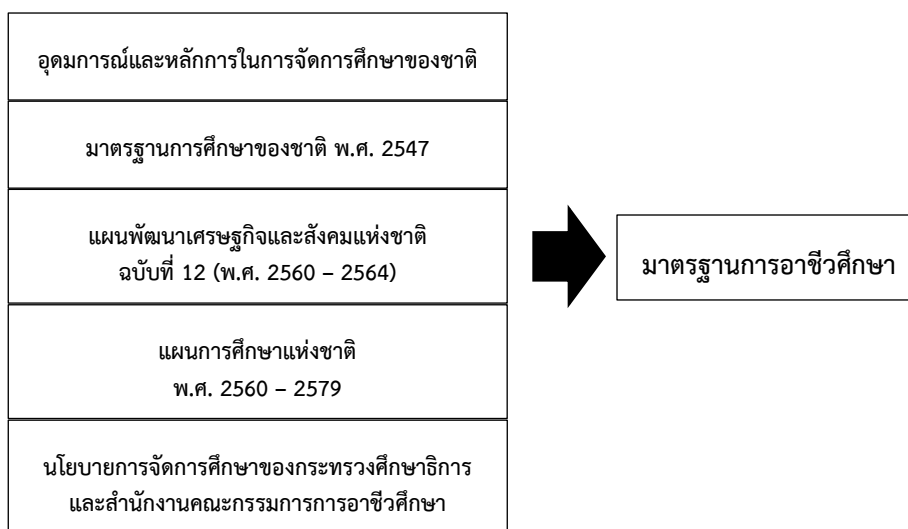 อุดมการณ์และหลักการในการจัดการศึกษาของชาติ
มาตรฐานการศึกษาของชาติ พ.ศ. 2547
แผนพัฒนาเศรษฐกิจและสังคมแห่งชาติ
ฉบับที่ 12 (พ.ศ. 2560 – 2564)
แผนการศึกษาแห่งชาติ
พ.ศ. 2560 – 2579
นโยบายการจัดการศึกษาของกระทรวงศึกษาธิการ
และสำนักงานคณะกรรมการการอาชีวศึกษา
มาตรฐานการอาชีวศึกษา